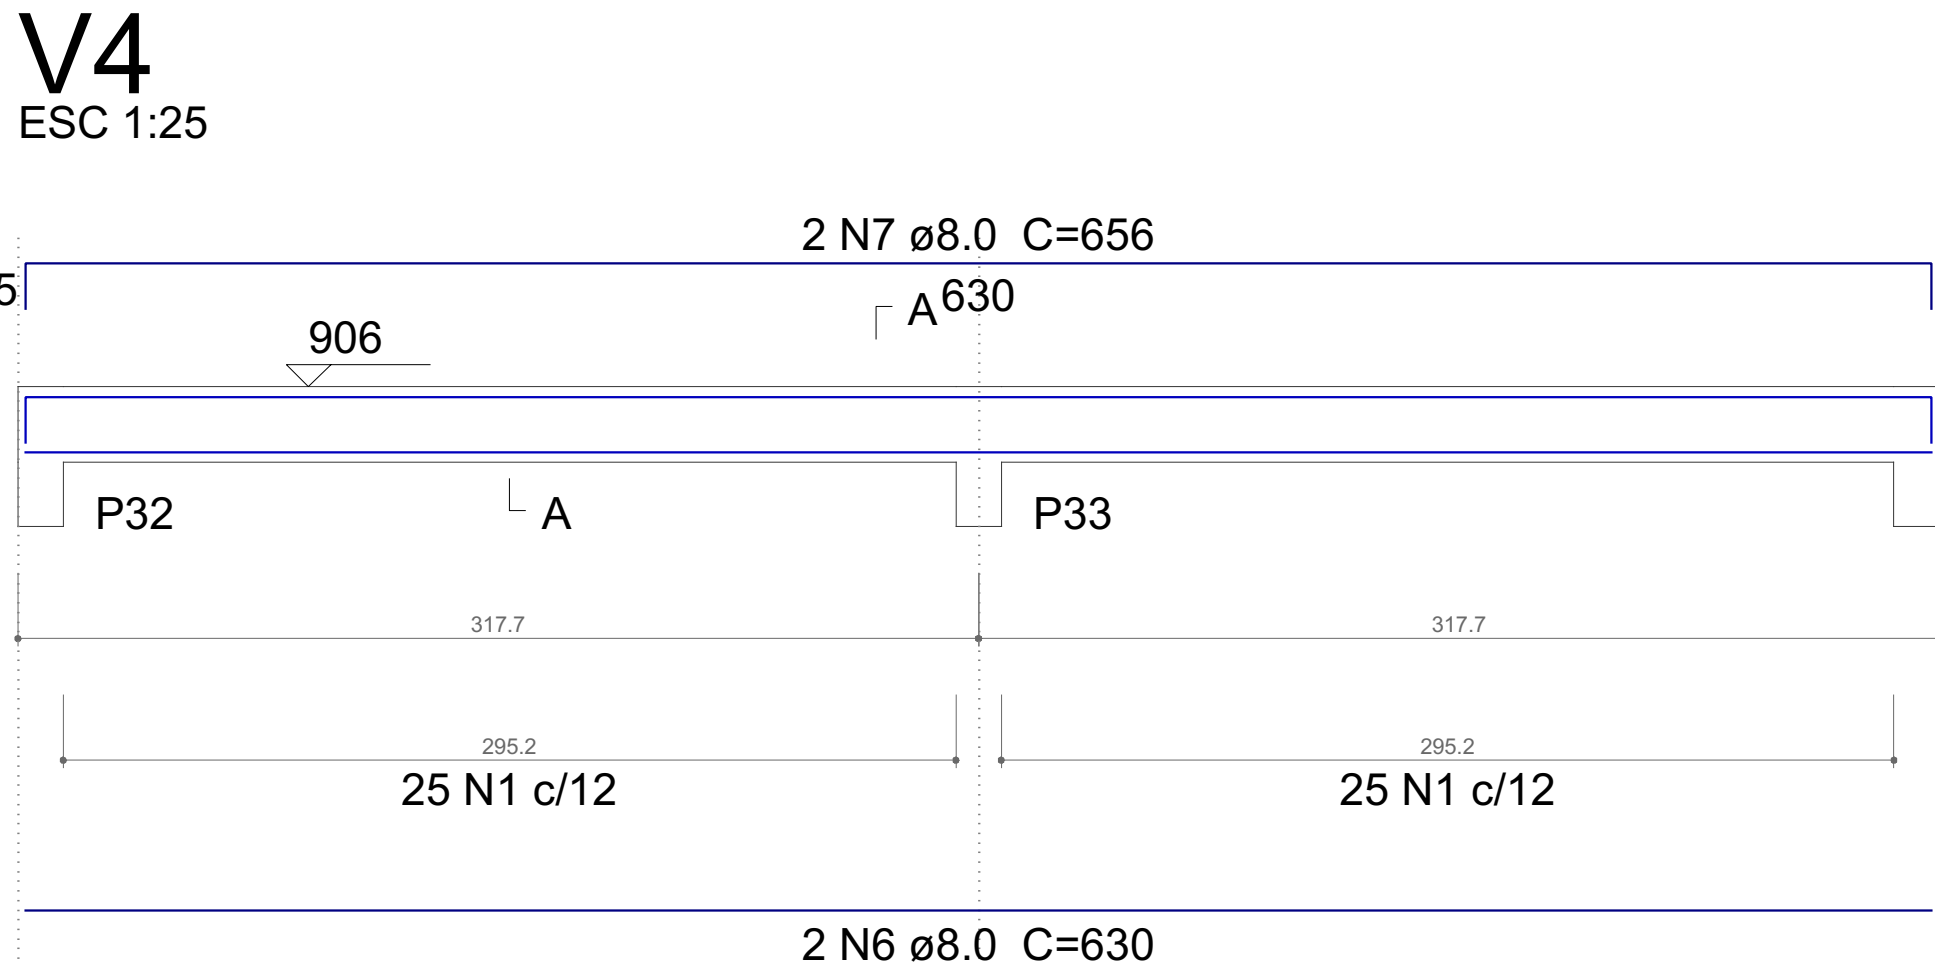 V4
ESC 1:25
2 N7 ø8.0 C=656
5
A 630
906
P32
A
P33
317.7
317.7
295.2
295.2
25 N1 c/12
25 N1 c/12
2 N6 ø8.0 C=630